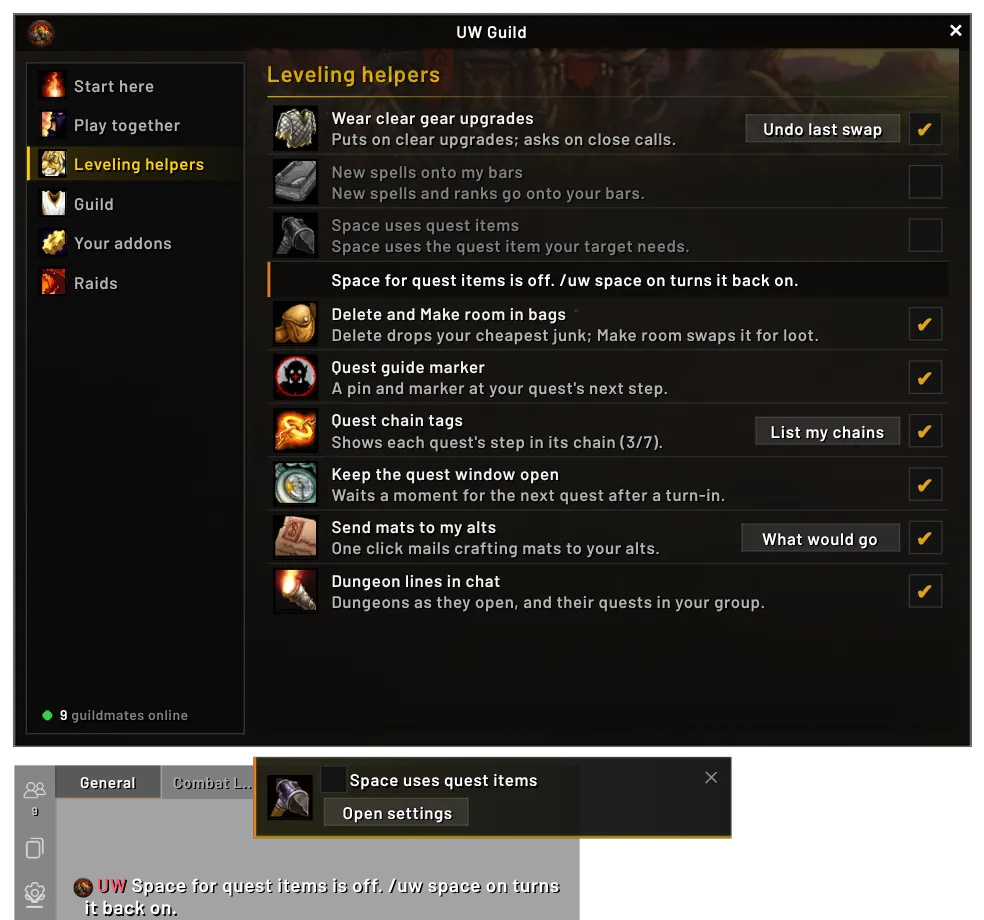 UW Guild
Start here
Play together
Leveling helpers
Guild
Your addons
Raids
9 guildmates online
Leveling helpers
Wear clear gear upgrades
Puts on clear upgrades; asks on close calls.
Undo last swap
New spells onto my bars
New spells and ranks go onto your bars.
Space uses quest items
Space uses the quest item your target needs.
Space for quest items is off. /uw space on turns it back on.
Delete and Make room in bags
Delete drops your cheapest junk; Make room swaps it for loot.
Quest guide marker
A pin and marker at your quest's next step.
Quest chain tags
Shows each quest's step in its chain (3/7).
List my chains
Keep the quest window open
Waits a moment for the next quest after a turn-in.
Send mats to my alts
One click mails crafting mats to your alts.
What would go
Dungeon lines in chat
Dungeons as they open, and their quests in your group.
9
General
Combat L...
Space uses quest items
Open settings
UW Space for quest items is off. /uw space on turns
it back on.